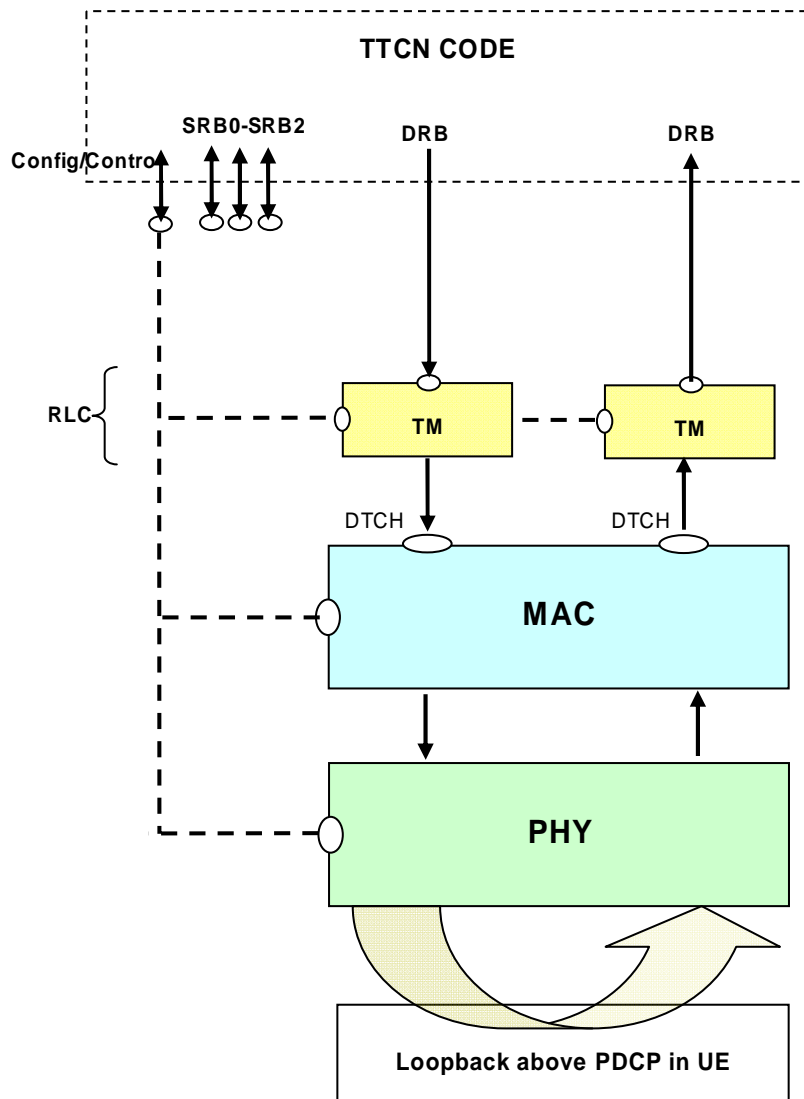 TTCN CODE
SRB0-SRB2
DRB
DRB
Config/Contro
RLC
TM
TM
DTCH
DTCH
MAC
PHY
Loopback above PDCP in UE